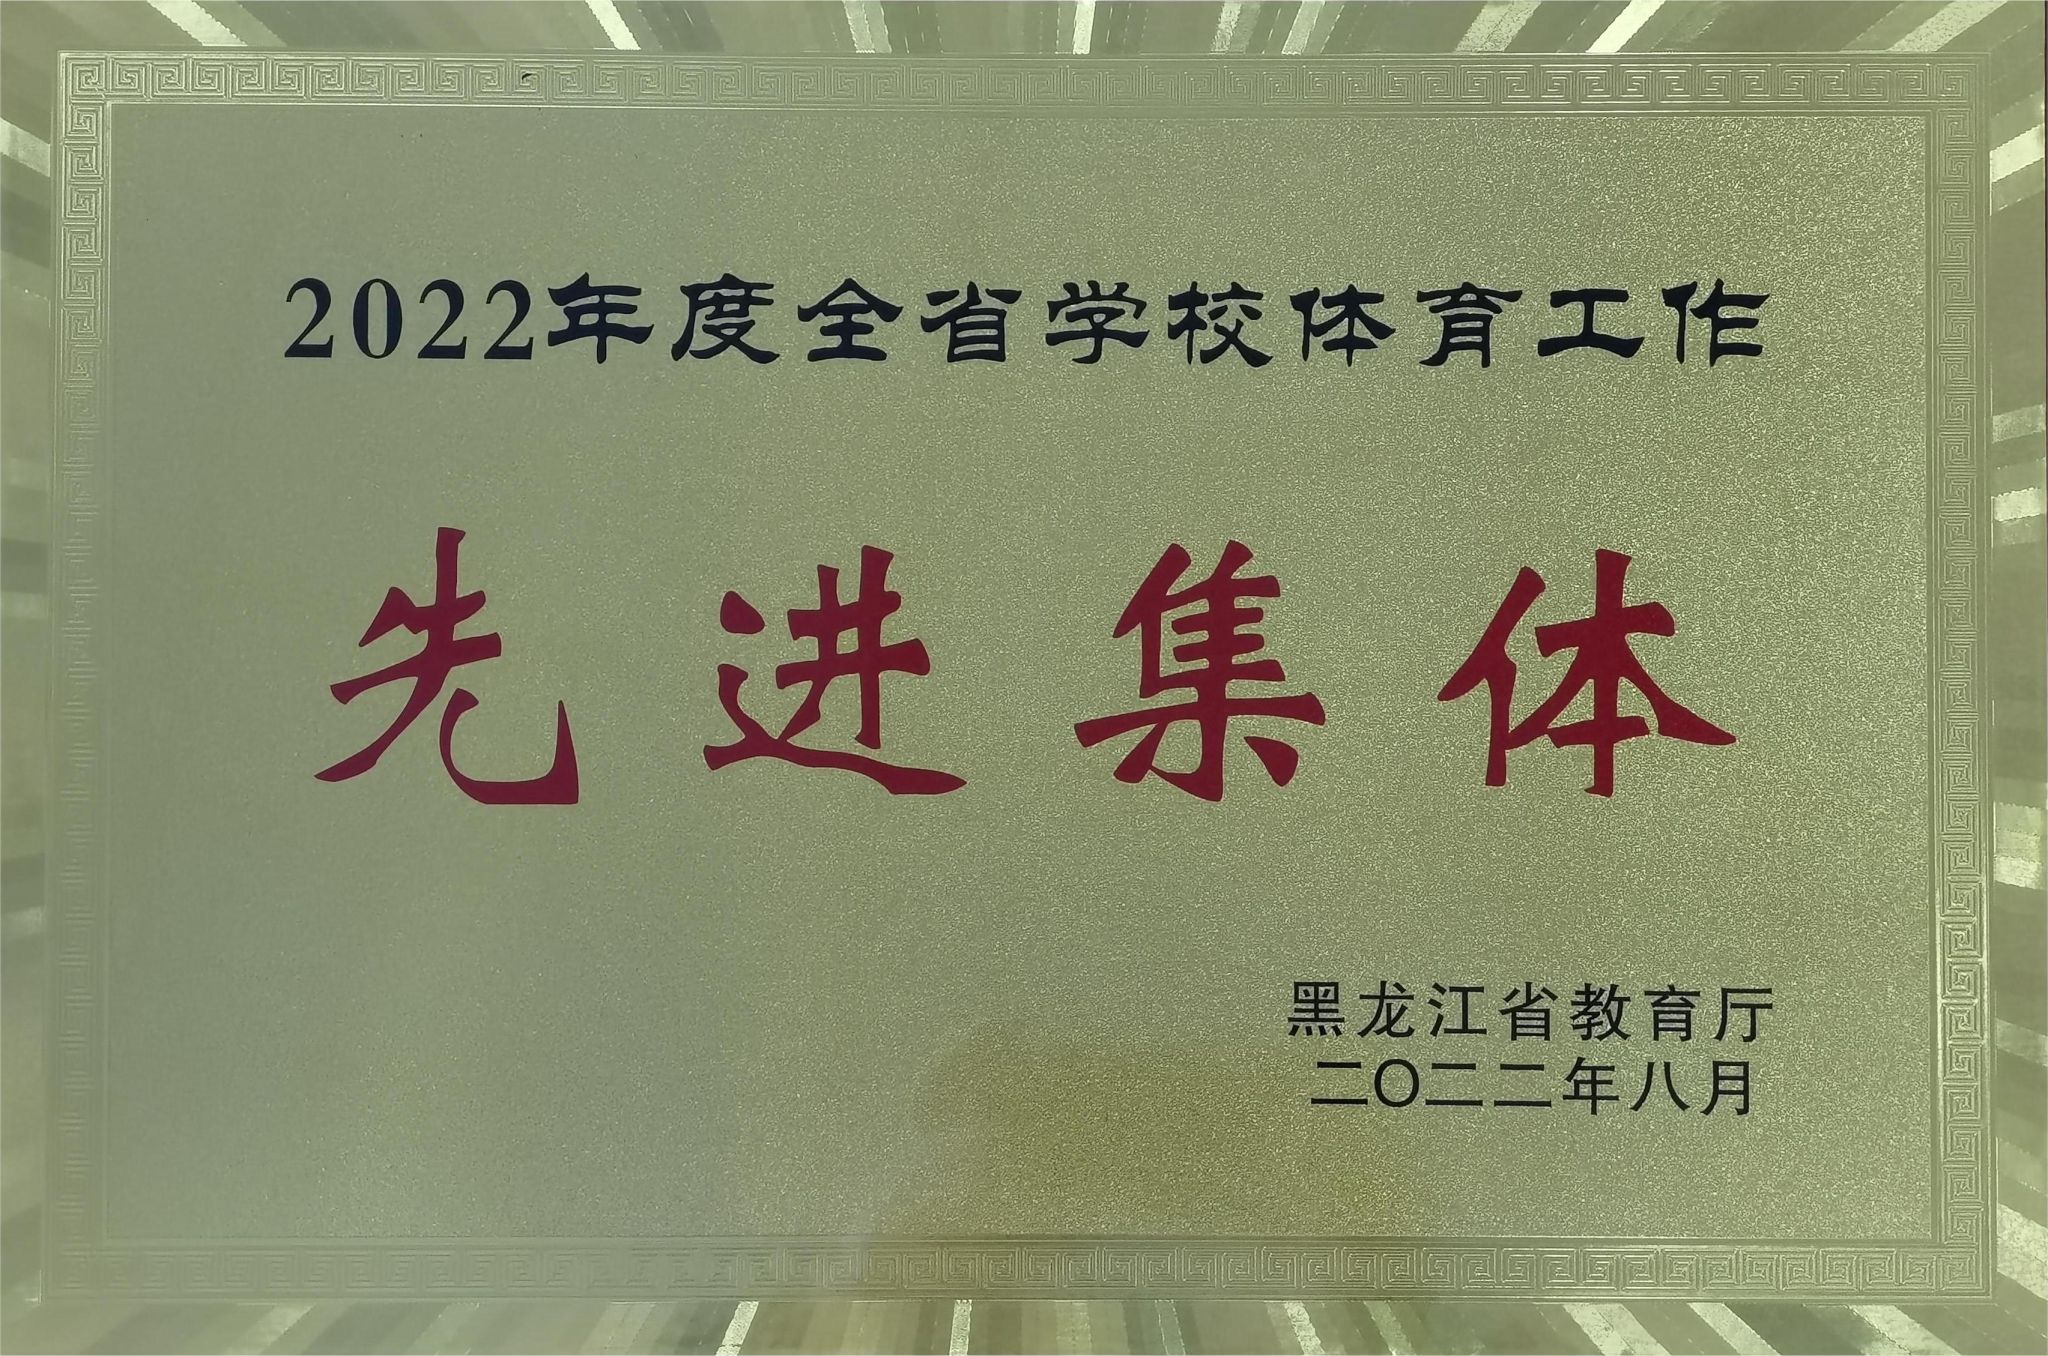 2022年度全省学校体育工作
先进集体
黑龙江省教育厅
二〇二二年八月